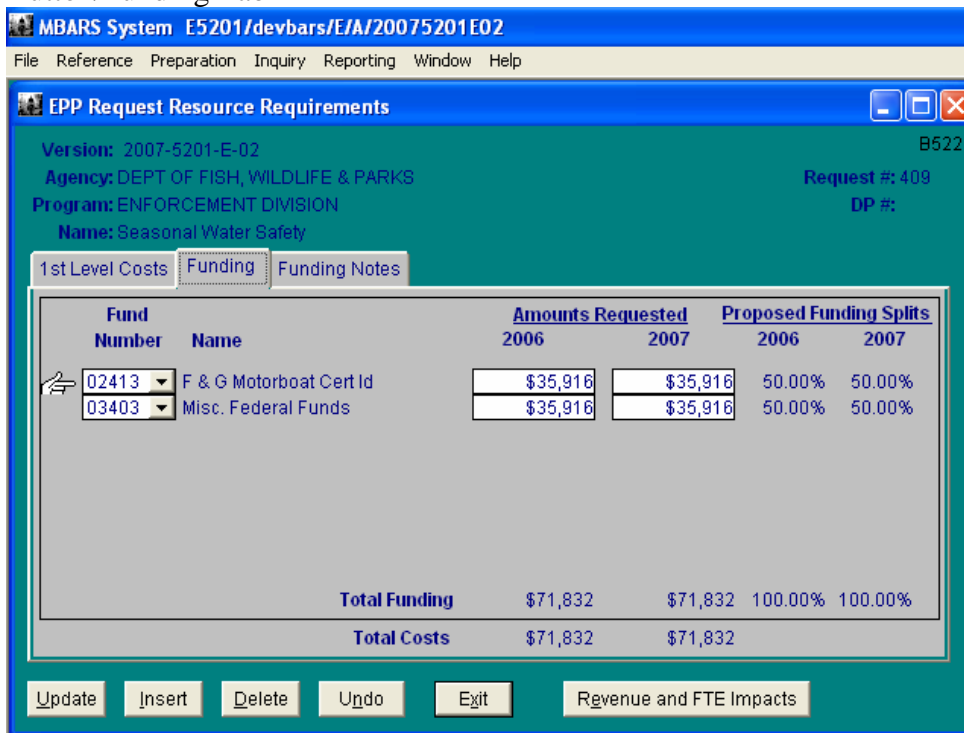 MBARS System E5201/devbars/E/A/20075201E02
File Reference Preparation Inquiry Reporting Window Help
EPP Request Resource Requirements
B522
Version: 2007-5201-E-02
Agency: DEPT OF FISH, WILDLIFE & PARKS Request #: 409
Program: ENFORCEMENT DIVISION DP #:
Name: Seasonal Water Safety
1st Level Costs Funding Funding Notes
Fund Amounts Requested Proposed Funding Splits
Number Name 2006 2007 2006 2007
02413 F & G Motorboat Cert Id $35,916 $35,916 50.00% 50.00%
03403 Misc. Federal Funds $35,916 $35,916 50.00% 50.00%
Total Funding $71,832 $71,832 100.00% 100.00%
Total Costs $71,832 $71,832
Update Insert Delete Undo Exit Revenue and FTE Impacts